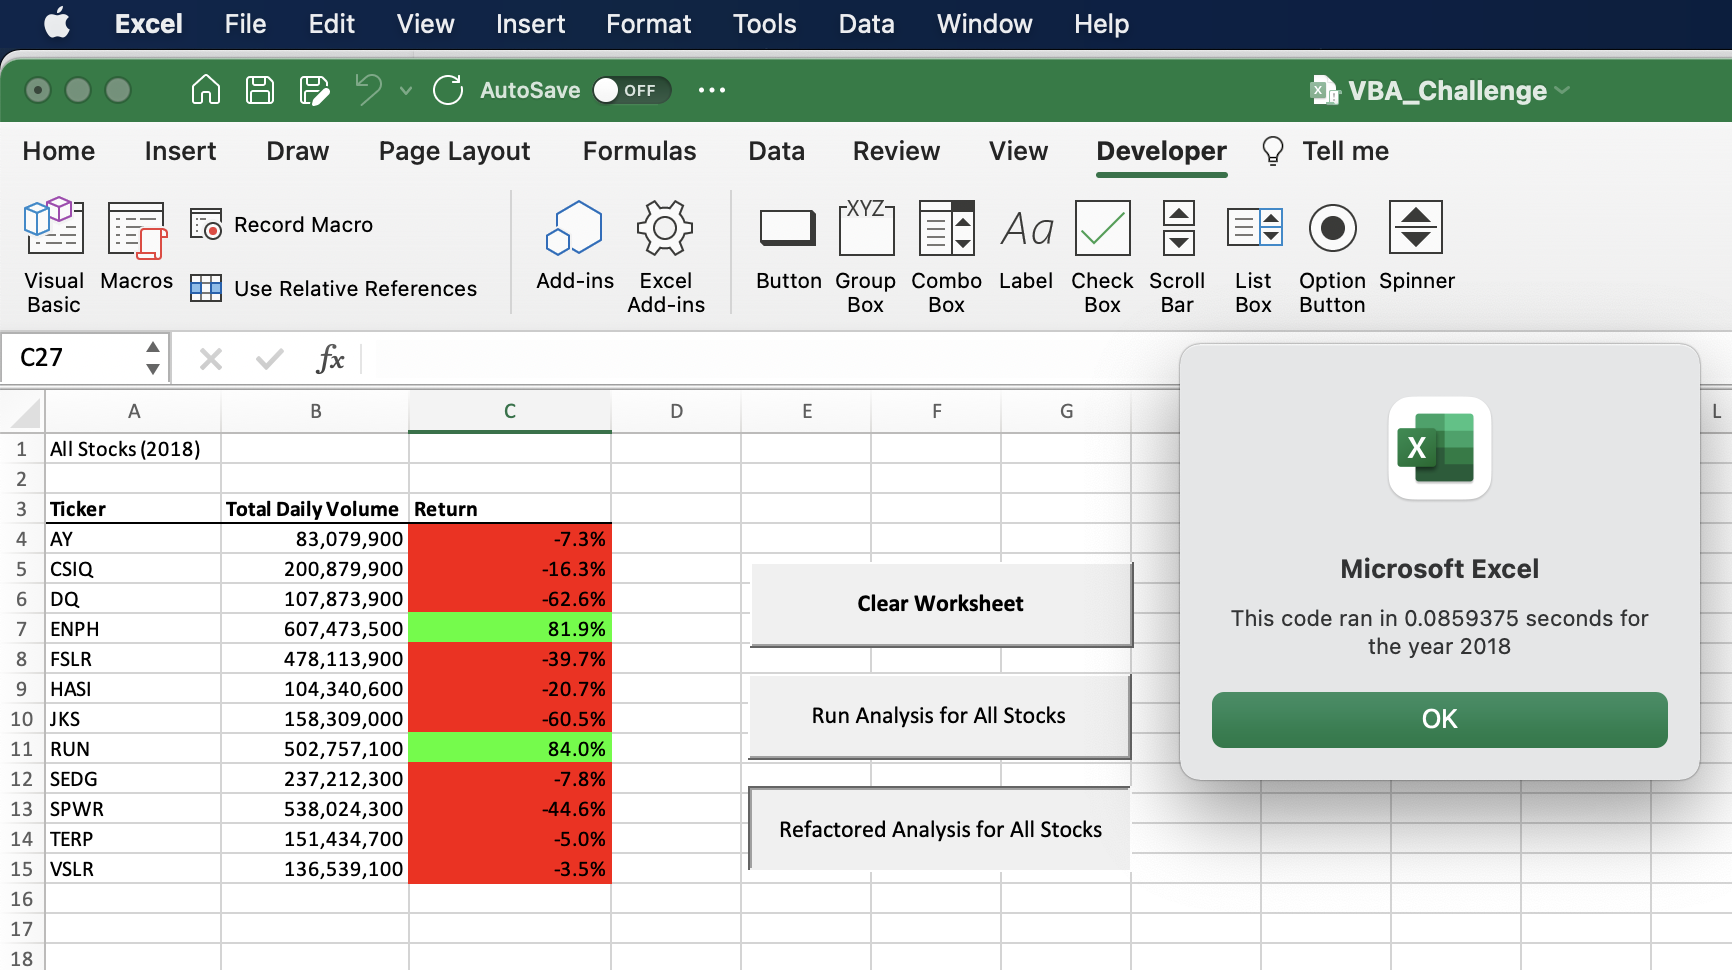 Excel File Edit View Insert Format Tools Data Window Help
AutoSave OFF ... VBA_Challenge
Home Insert Draw Page Layout Formulas Data Review View Developer Tell me
Visual Basic
Macros
Record Macro
Use Relative References
Add-ins
Excel Add-ins
Button
XYZ
Group Box
Combo Box
Aa
Label
Check Box
Scroll Bar
List Box
Option Button
Spinner
C27 fx
A B C D E F G L
1 All Stocks (2018)
2
3 Ticker Total Daily Volume Return
4 AY 83,079,900 -7.3%
5 CSIQ 200,879,900 -16.3%
6 DQ 107,873,900 -62.6%
7 ENPH 607,473,500 81.9%
8 FSLR 478,113,900 -39.7%
9 HASI 104,340,600 -20.7%
10 JKS 158,309,000 -60.5%
11 RUN 502,757,100 84.0%
12 SEDG 237,212,300 -7.8%
13 SPWR 538,024,300 -44.6%
14 TERP 151,434,700 -5.0%
15 VSLR 136,539,100 -3.5%
16
17
18
Clear Worksheet
Run Analysis for All Stocks
Refactored Analysis for All Stocks
X
Microsoft Excel
This code ran in 0.0859375 seconds for
the year 2018
OK